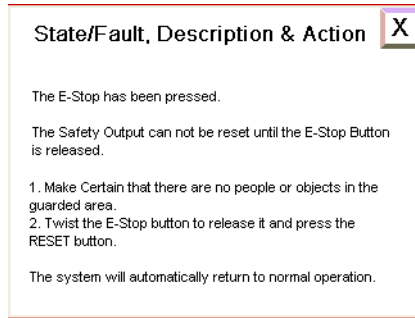 State/Fault, Description & Action
X
The E-Stop has been pressed.
The Safety Output can not be reset until the E-Stop Button
is released.
1. Make Certain that there are no people or objects in the
guarded area.
2. Twist the E-Stop button to release it and press the
RESET button.
The system will automatically return to normal operation.